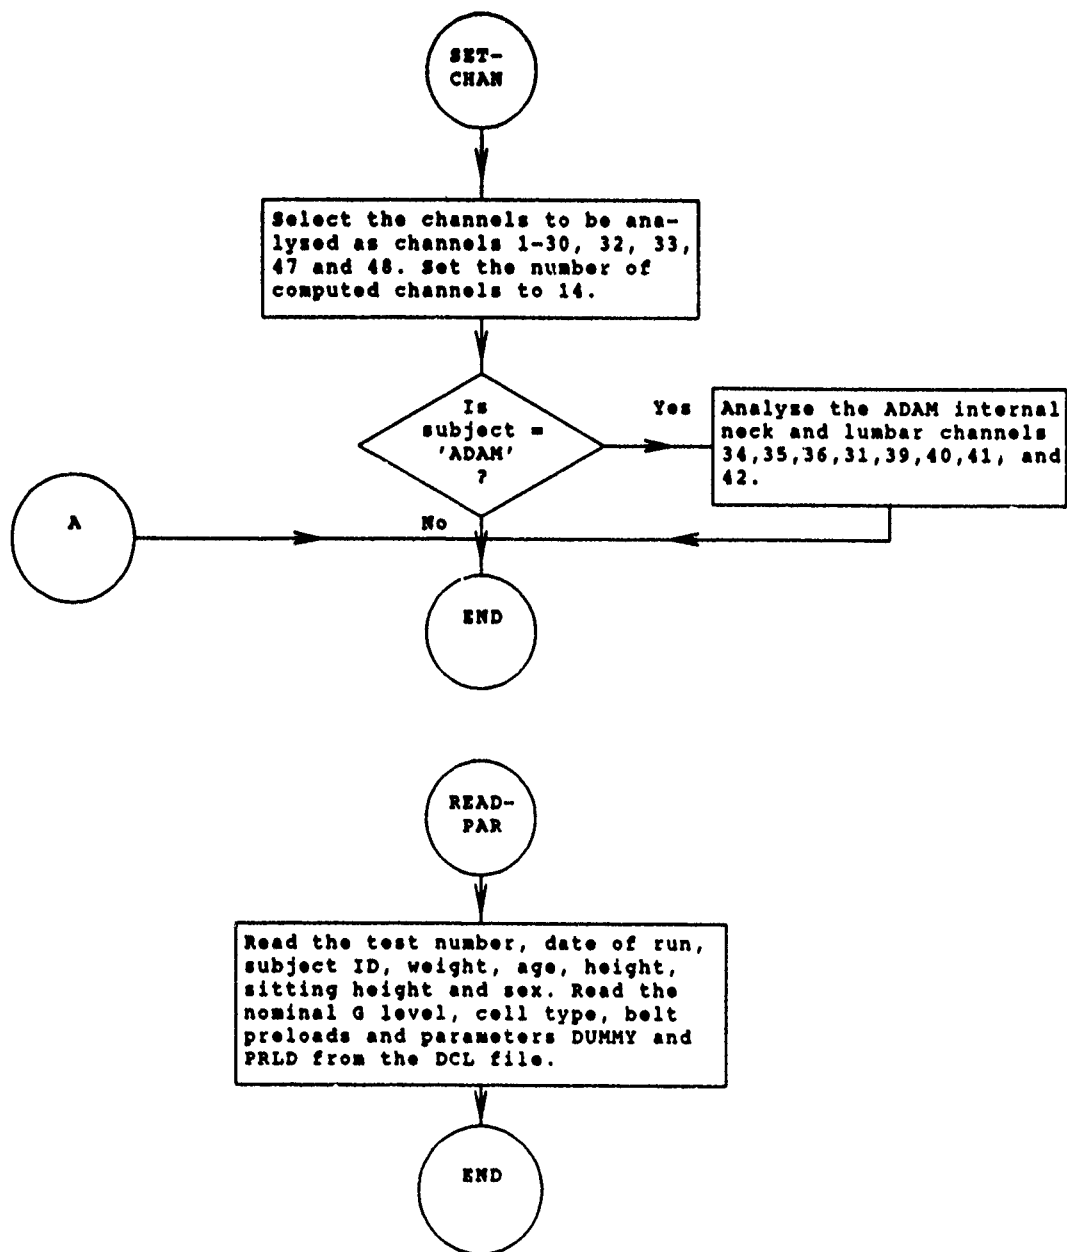 SET-
CHAN
Select the channels to be ana-
lyzed as channels 1-30, 32, 33,
47 and 48. Set the number of
computed channels to 14.
Is
subject =
'ADAM'
?
Yes
Analyze the ADAM internal
neck and lumbar channels
34,35,36,31,39,40,41, and
42.
A
No
END
READ-
PAR
Read the test number, date of run,
subject ID, weight, age, height,
sitting height and sex. Read the
nominal G level, cell type, belt
preloads and parameters DUMMY and
PRLD from the DCL file.
END